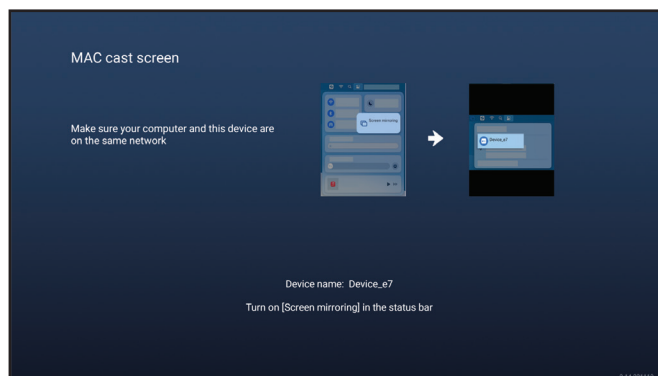 MAC cast screen
Make sure your computer and this device are
on the same network
Screen mirroring
Device_e7
Device name: Device_e7
Turn on [Screen mirroring] in the status bar